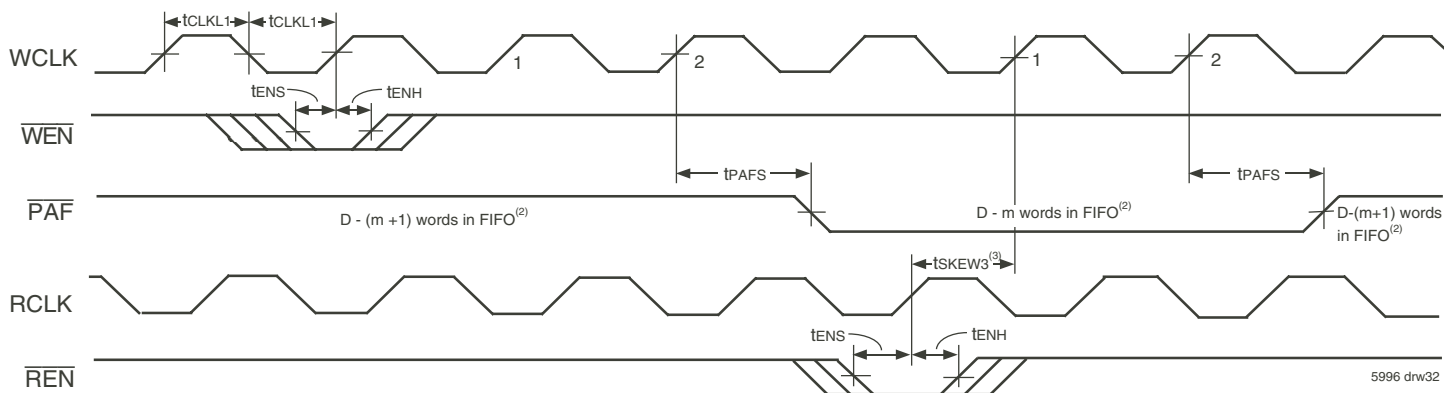 tCLKL1 tCLKL1
WCLK
1 2 1 2
tENS tENH
WEN
tPAFS tPAFS
PAF
D - (m +1) words in FIFO(2) D - m words in FIFO(2) D-(m+1) words
in FIFO(2)
tSKEW3(3)
RCLK
tENS tENH
REN
5996 drw32